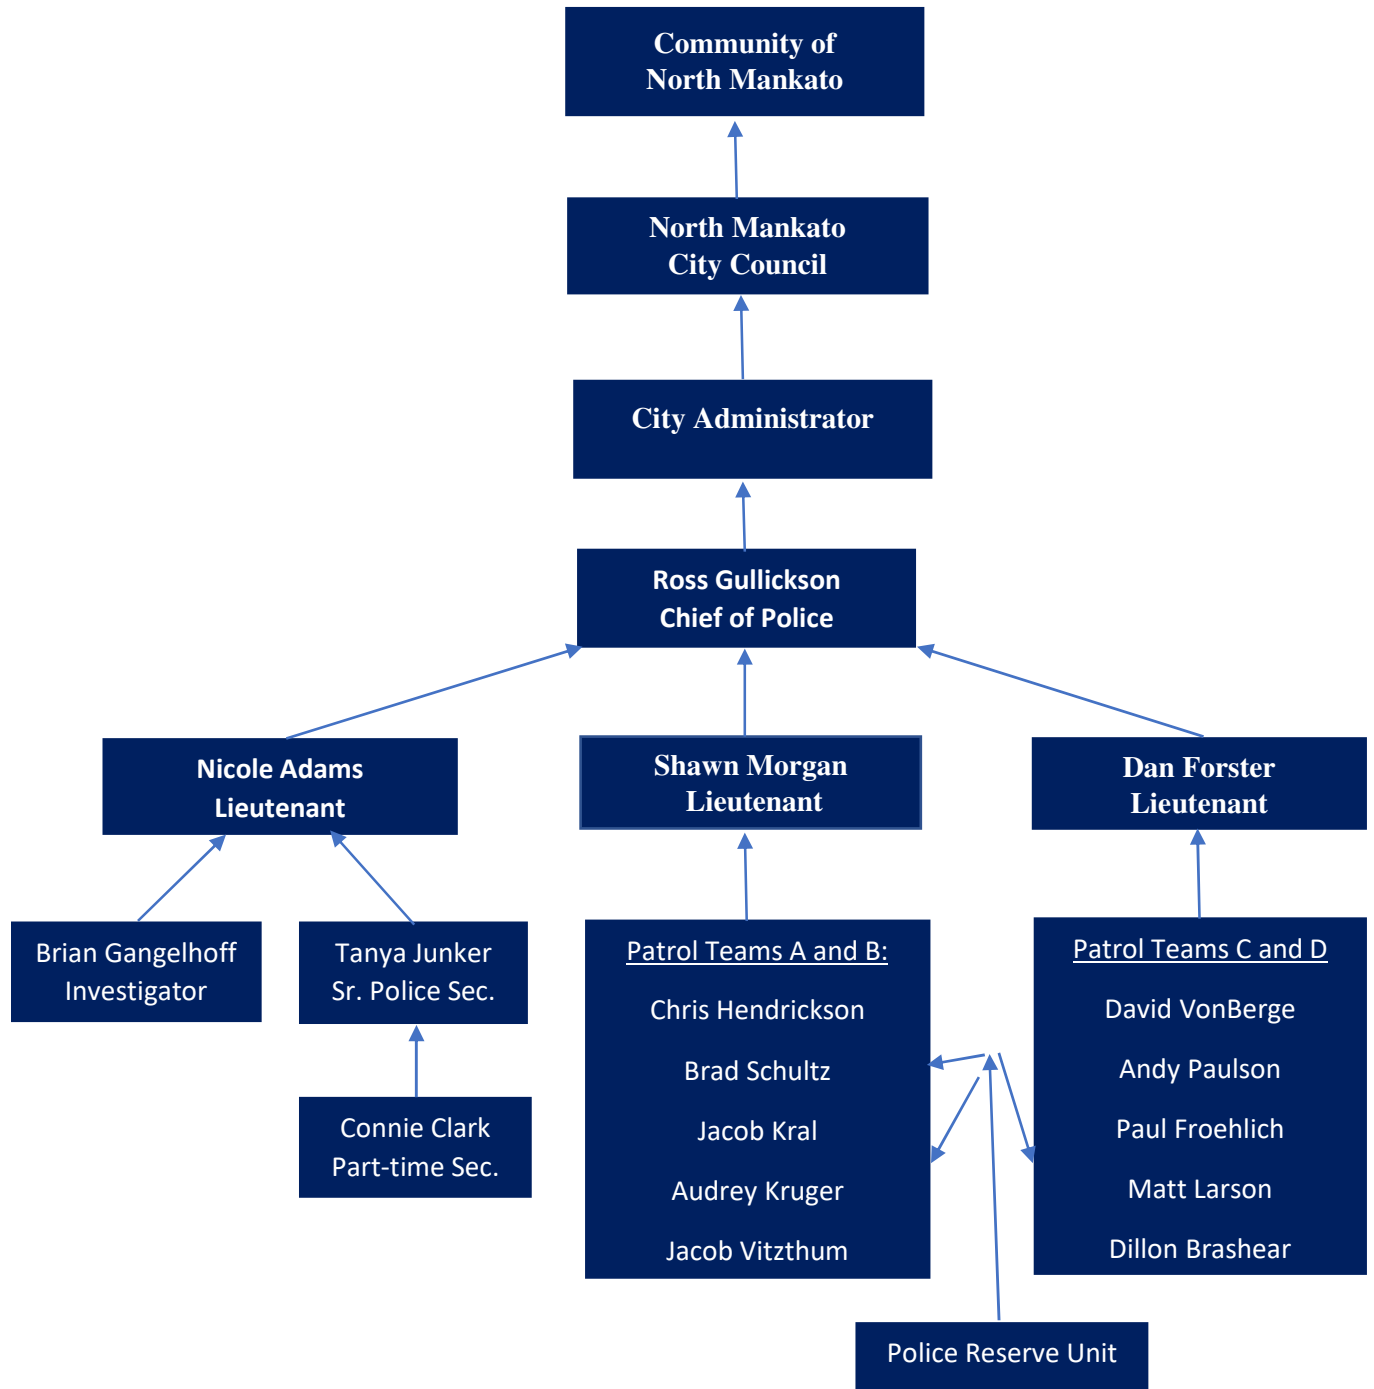 Community of
North Mankato
North Mankato
City Council
City Administrator
Ross Gullickson
Chief of Police
Nicole Adams
Lieutenant
Shawn Morgan
Lieutenant
Dan Forster
Lieutenant
Brian Gangelhoff
Investigator
Tanya Junker
Sr. Police Sec.
Connie Clark
Part-time Sec.
Patrol Teams A and B:
Chris Hendrickson
Brad Schultz
Jacob Kral
Audrey Kruger
Jacob Vitzthum
Patrol Teams C and D
David VonBerge
Andy Paulson
Paul Froehlich
Matt Larson
Dillon Brashear
Police Reserve Unit